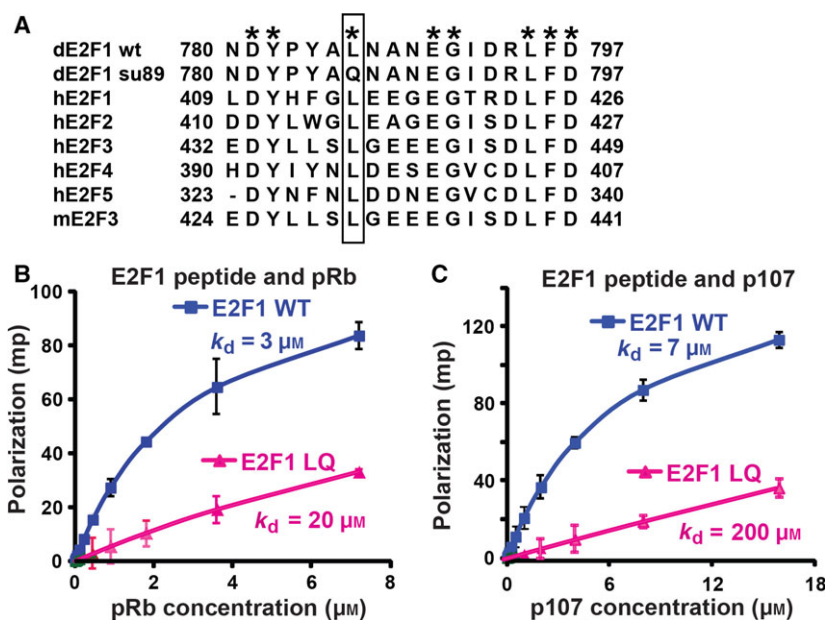 A
* * * * * * * *
dE2F1 wt 780 N D Y P Y A L N A N E G I D R L F D 797
dE2F1 su89 780 N D Y P Y A Q N A N E G I D R L F D 797
hE2F1 409 L D Y H F G L E E G E G T R D L F D 426
hE2F2 410 D D Y L W G L E A G E G I S D L F D 427
hE2F3 432 E D Y L L S L G E E E G I S D L F D 449
hE2F4 390 H D Y I Y N L D E S E G V C D L F D 407
hE2F5 323 - D Y N F N L D D N E G V C D L F D 340
mE2F3 424 E D Y L L S L G E E E G I S D L F D 441
B
E2F1 peptide and pRb
100
80
60
40
20
0
Polarization (mp)
E2F1 WT
kd = 3 µM
E2F1 LQ
kd = 20 µM
0 4 8
pRb concentration (µM)
C
E2F1 peptide and p107
120
80
40
0
Polarization (mp)
E2F1 WT
kd = 7 µM
E2F1 LQ
kd = 200 µM
0 6 12 18
p107 concentration (µM)